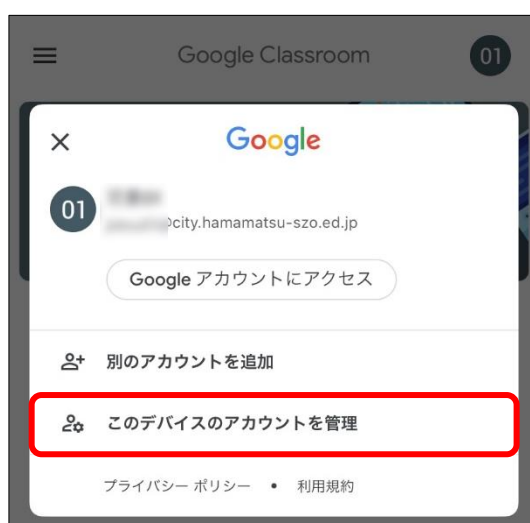 Google Classroom
01
Google
01
city.hamamatsu-szo.ed.jp
Google アカウントにアクセス
別のアカウントを追加
このデバイスのアカウントを管理
プライバシー ポリシー • 利用規約